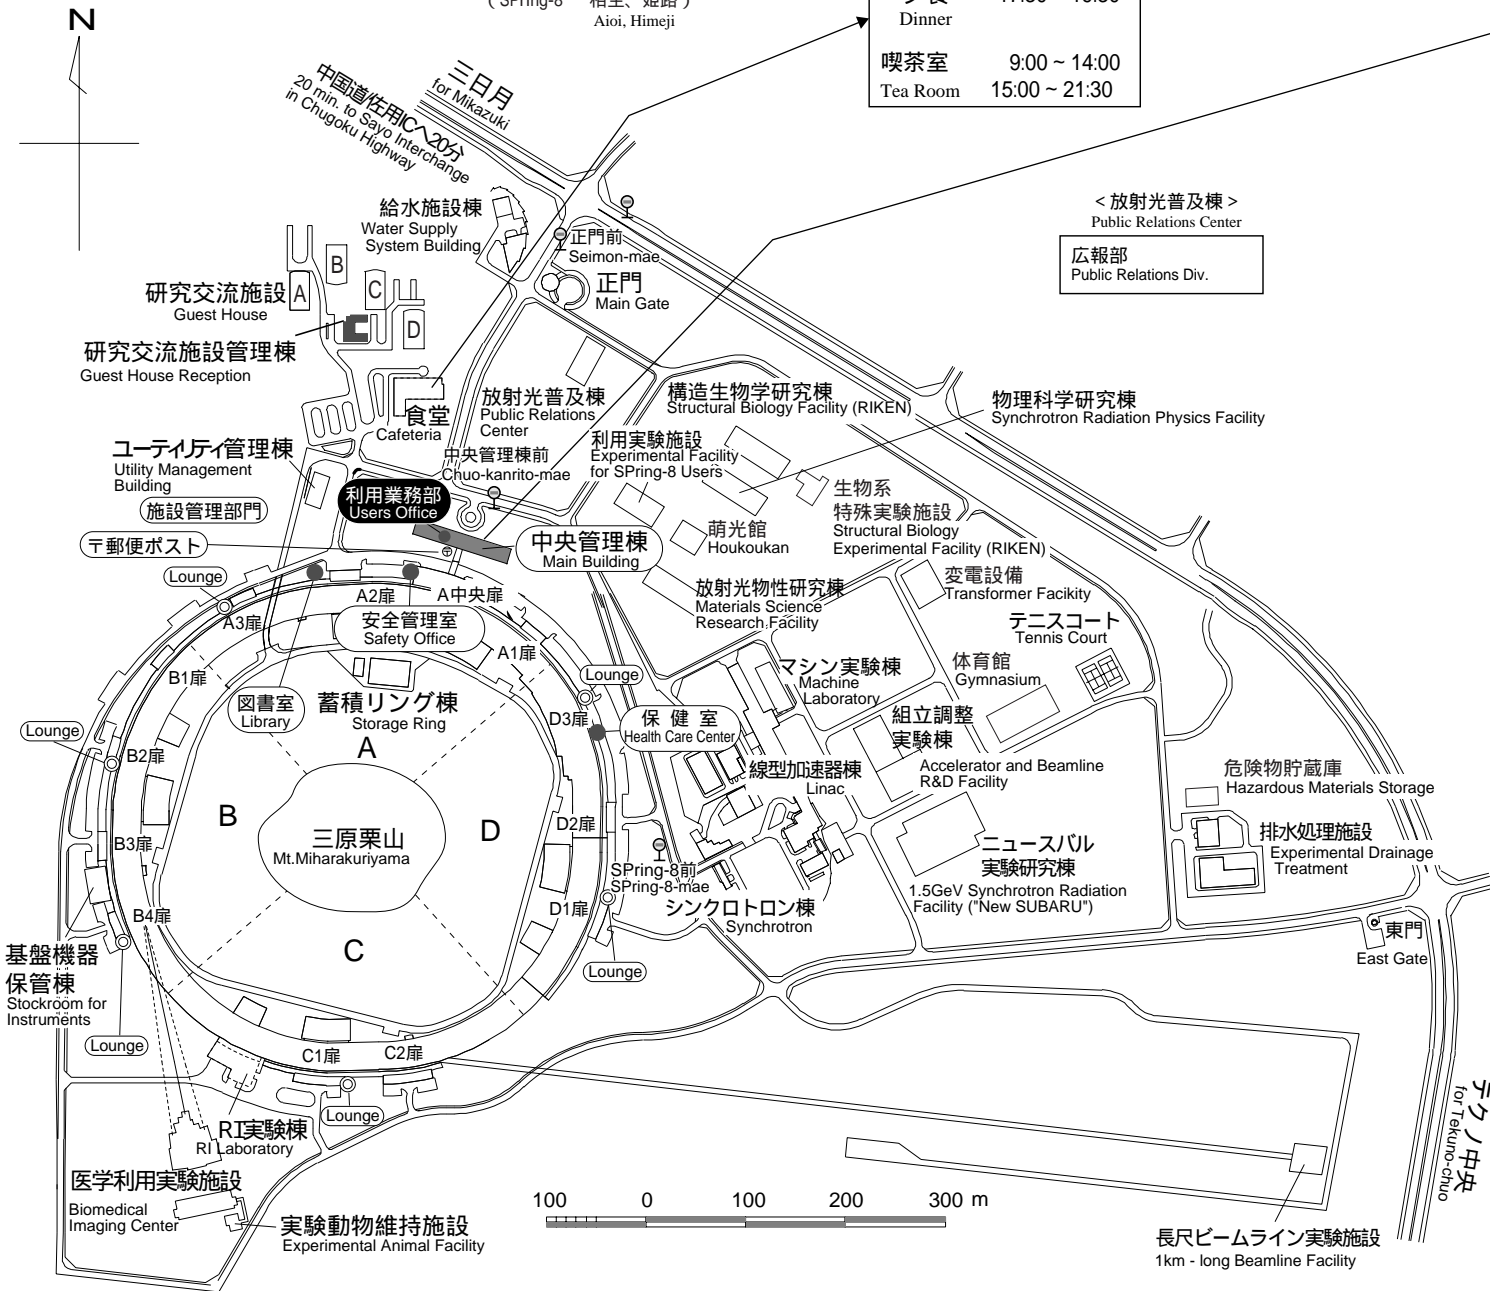 Aioi, Himeji
Dinner
喫茶室 9:00 ~ 14:00
Tea Room 15:00 ~ 21:30
N
三日月
for Mikazuki
中国道佐用ICへ20分
20 min. to Sayo Interchange
in Chugoku Highway
< 放射光普及棟 >
Public Relations Center
広報部
Public Relations Div.
給水施設棟
Water Supply
System Building
正門前
Seimon-mae
正門
Main Gate
B
A
C
D
研究交流施設
Guest House
研究交流施設管理棟
Guest House Reception
食堂
Cafeteria
放射光普及棟
Public Relations
Center
構造生物学研究棟
Structural Biology Facility (RIKEN)
物理科学研究棟
Synchrotron Radiation Physics Facility
ユーティリティ管理棟
Utility Management
Building
施設管理部門
中央管理棟前
Chuo-kanrito-mae
利用実験施設
Experimental Facility
for SPring-8 Users
利用業務部
Users Office
生物系
特殊実験施設
Structural Biology
Experimental Facility (RIKEN)
萌光館
Houkoukan
〒郵便ポスト
中央管理棟
Main Building
Lounge
A2扉
A中央扉
A3扉
安全管理室
Safety Office
A1扉
放射光物性研究棟
Materials Science
Research Facility
変電設備
Transformer Facikity
テニスコート
Tennis Court
体育館
Gymnasium
マシン実験棟
Machine
Laboratory
B1扉
図書室
Library
蓄積リング棟
Storage Ring
Lounge
D3扉
保 健 室
Health Care Center
組立調整
実験棟
Accelerator and Beamline
R&D Facility
Lounge
B2扉
A
線型加速器棟
Linac
危険物貯蔵庫
Hazardous Materials Storage
B
D
三原栗山
Mt.Miharakuriyama
D2扉
B3扉
排水処理施設
Experimental Drainage
Treatment
ニュースバル
実験研究棟
1.5GeV Synchrotron Radiation
Facility ("New SUBARU")
SPring-8前
SPring-8-mae
D1扉
シンクロトロン棟
Synchrotron
B4扉
C
東門
East Gate
基盤機器
保管棟
Stockroom for
Instruments
Lounge
Lounge
C1扉
C2扉
Lounge
RI実験棟
RI Laboratory
テクノ中央
for Tekuno-chuo
医学利用実験施設
Biomedical
Imaging Center
実験動物維持施設
Experimental Animal Facility
100 0 100 200 300 m
長尺ビームライン実験施設
1km - long Beamline Facility